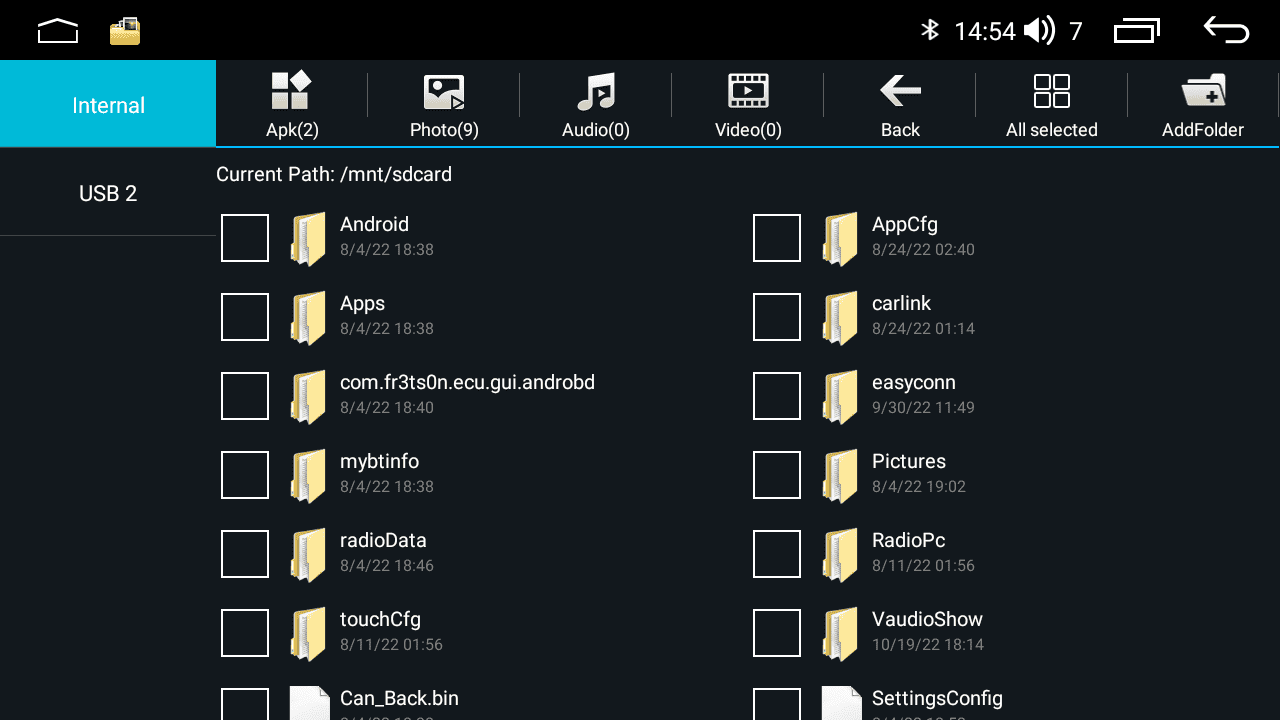 14:54 7
Internal
Apk(2) Photo(9) Audio(0) Video(0) Back All selected AddFolder
USB 2
Current Path: /mnt/sdcard
Android
8/4/22 18:38
AppCfg
8/24/22 02:40
Apps
8/4/22 18:38
carlink
8/24/22 01:14
com.fr3ts0n.ecu.gui.androbd
8/4/22 18:40
easyconn
9/30/22 11:49
mybtinfo
8/4/22 18:38
Pictures
8/4/22 19:02
radioData
8/4/22 18:46
RadioPc
8/11/22 01:56
touchCfg
8/11/22 01:56
VaudioShow
10/19/22 18:14
Can_Back.bin
SettingsConfig